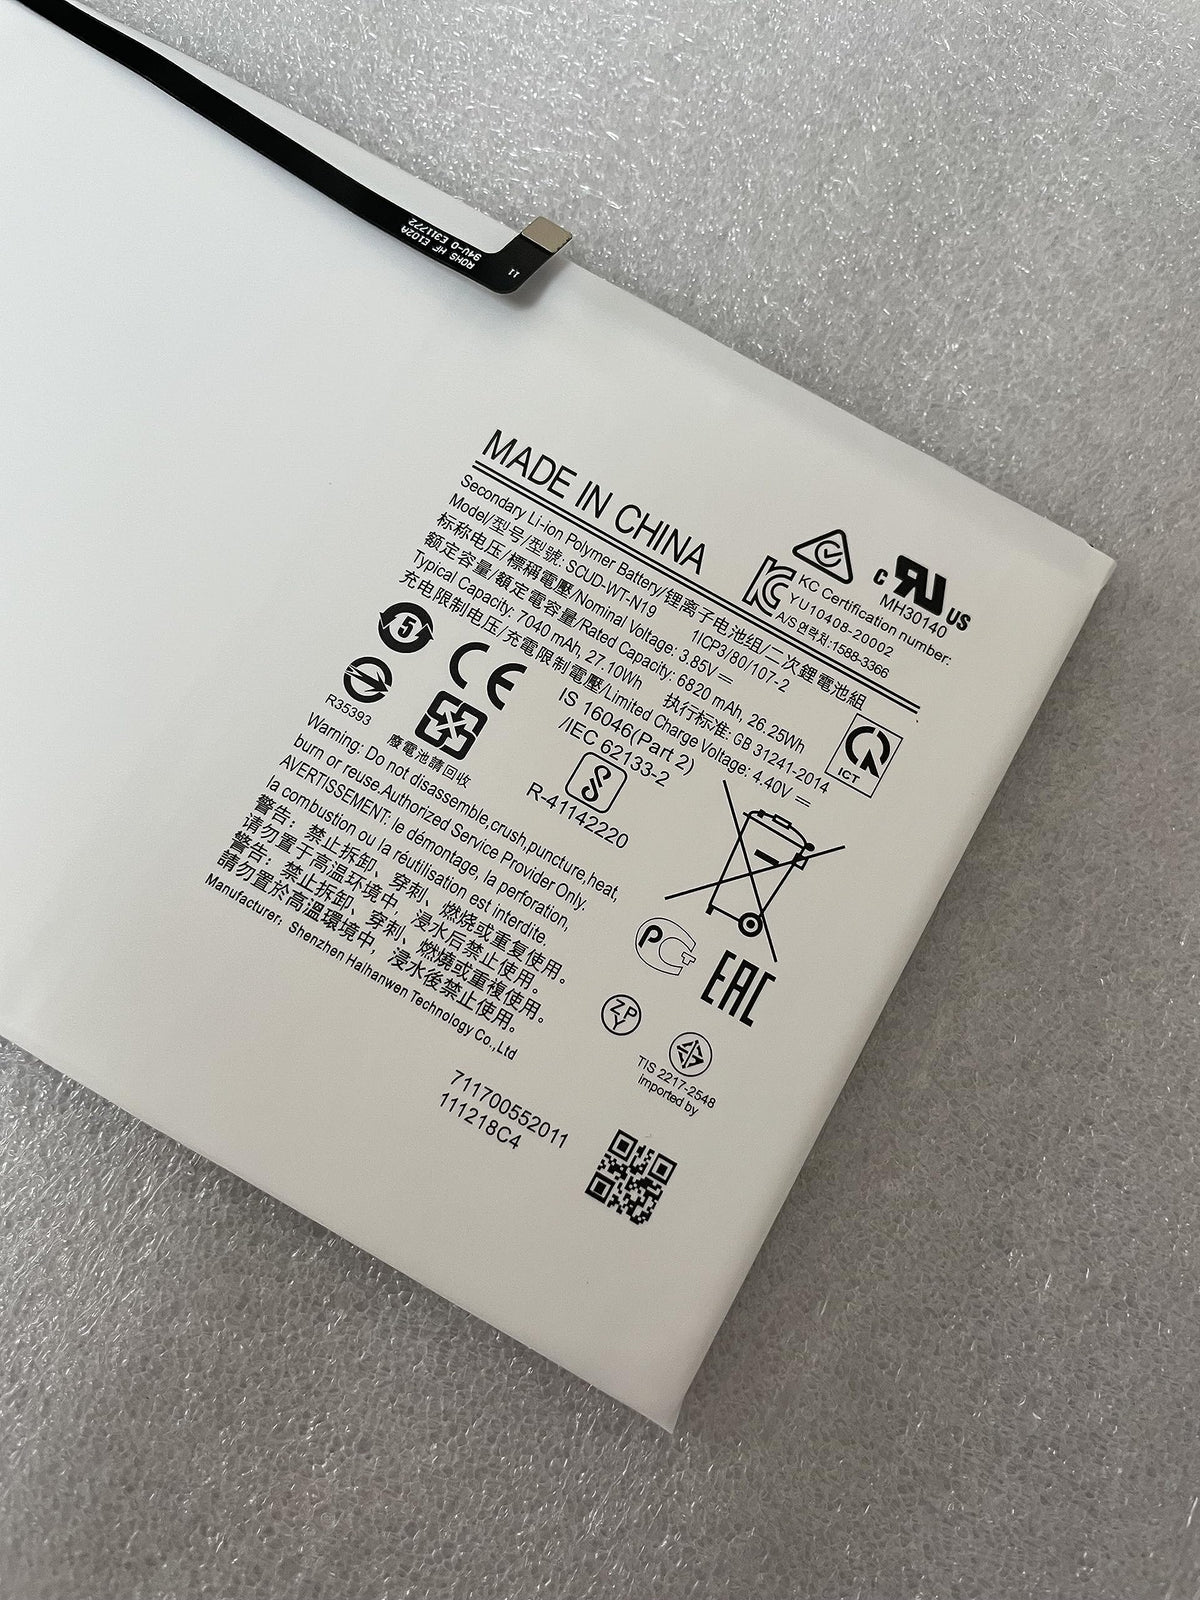 ROHS HF E102A
94V-0 E311772
11
MADE IN CHINA
KC Certification number:
YU10408-20002
A/S연락처:1588-3366
c RU US
MH30140
Secondary Li-ion Polymer Battery/锂离子电池组/二次鋰電池組
Model/型号/型號: SCUD-WT-N19 1ICP3/80/107-2
标称电压/標稱電壓/Nominal Voltage: 3.85V⎓
额定容量/額定電容量/Rated Capacity: 6820 mAh, 26.25Wh
Typical Capacity: 7040 mAh, 27.10Wh 执行标准: GB 31241-2014
充电限制电压/充電限制電壓/Limited Charge Voltage: 4.40V⎓
5
CE
IS 16046(Part 2)
/IEC 62133-2
ICT
R35393
廢電池請回收
R-41142220
Warning: Do not disassemble,crush,puncture,heat,
burn or reuse.Authorized Service Provider Only.
AVERTISSEMENT: le démontage, la perforation,
la combustion ou la réutilisation est interdite.
警告：禁止拆卸、穿刺、燃烧或重复使用。
请勿置于高温环境中，浸水后禁止使用。
警告：禁止拆卸、穿刺、燃燒或重複使用。
請勿置於高溫環境中，浸水後禁止使用。
Manufacturer: Shenzhen Haihanwen Technology Co.,Ltd
PCT
EAC
ZPY
TIS 2217-2548
imported by
711700552011
111218C4